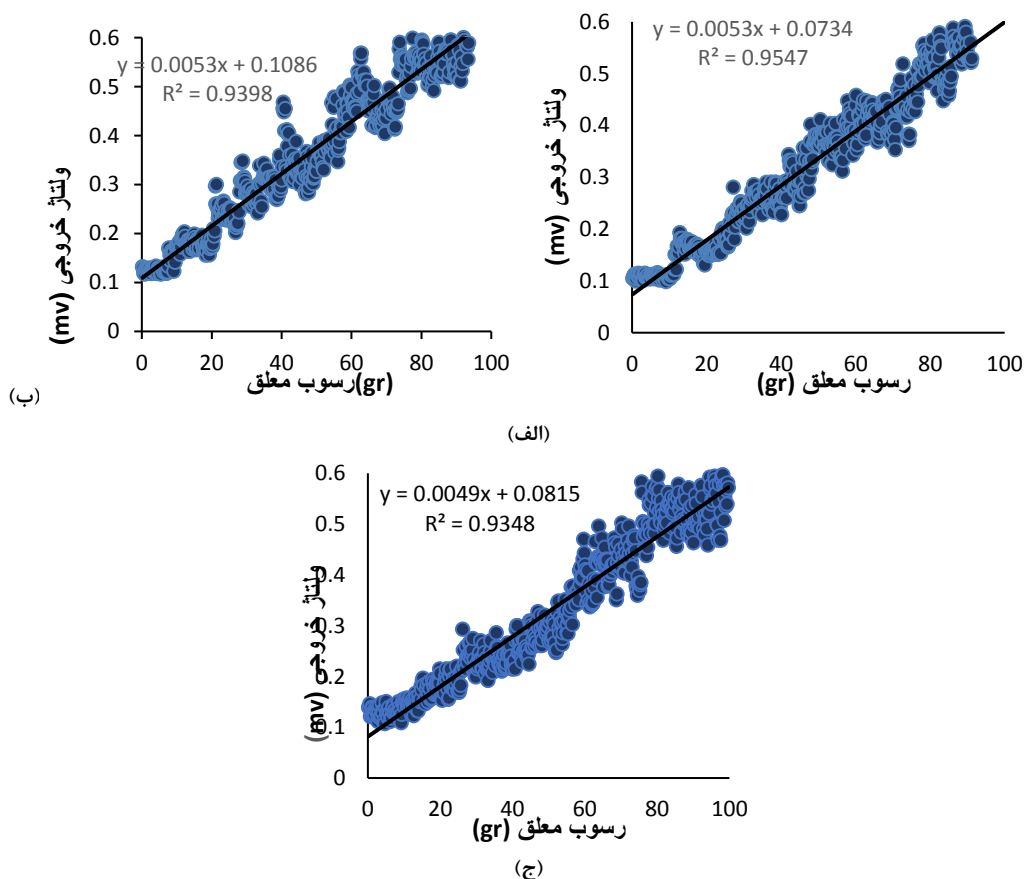 y = 0.0053x + 0.0734
R² = 0.9547
0.6
0.5
0.4
0.3
0.2
0.1
0
0 20 40 60 80 100
ولتاژ خروجی (mv)
رسوب معلق (gr)
(الف)
y = 0.0053x + 0.1086
R² = 0.9398
0.6
0.5
0.4
0.3
0.2
0.1
0
0 20 40 60 80 100
ولتاژ خروجی (mv)
رسوب معلق(gr)
(ب)
y = 0.0049x + 0.0815
R² = 0.9348
0.6
0.5
0.4
0.3
0.2
0.1
0
0 20 40 60 80 100
ولتاژ خروجی (mv)
رسوب معلق (gr)
(ج)